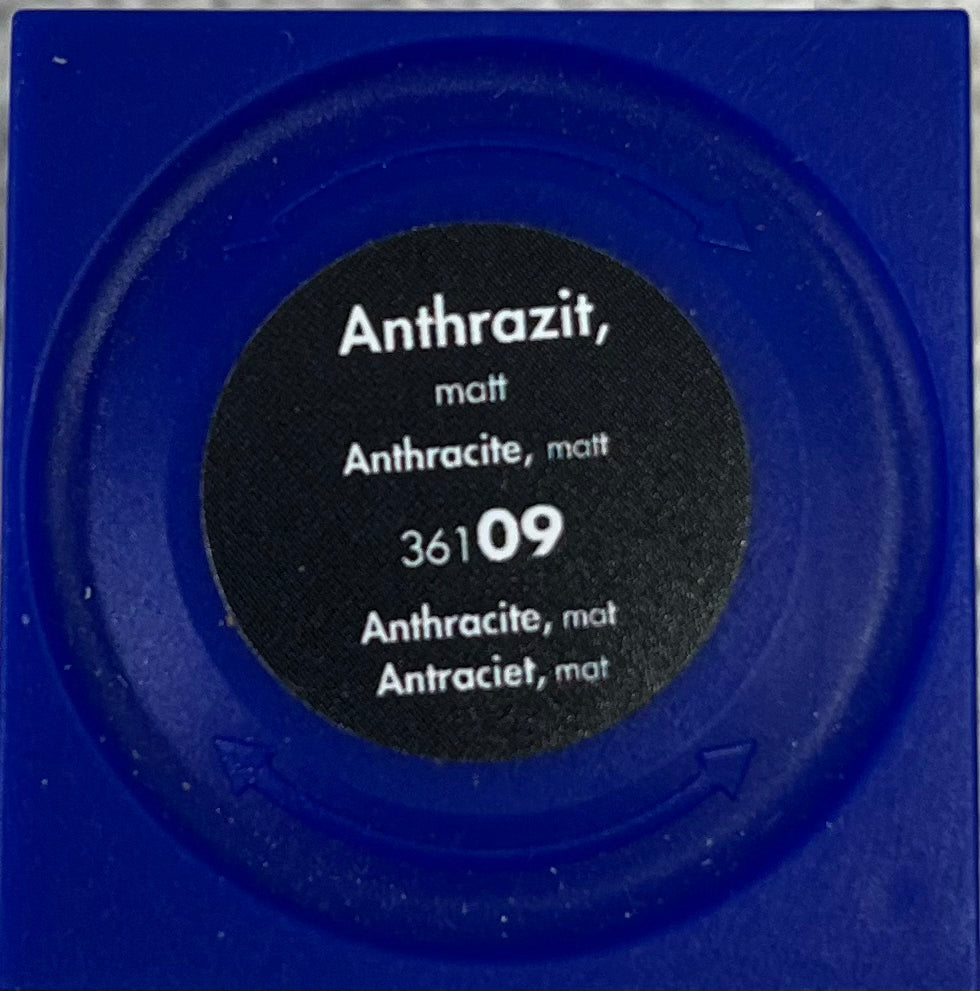 Anthrazit,
matt
Anthracite, matt
36109
Anthracite, mat
Antraciet, mat